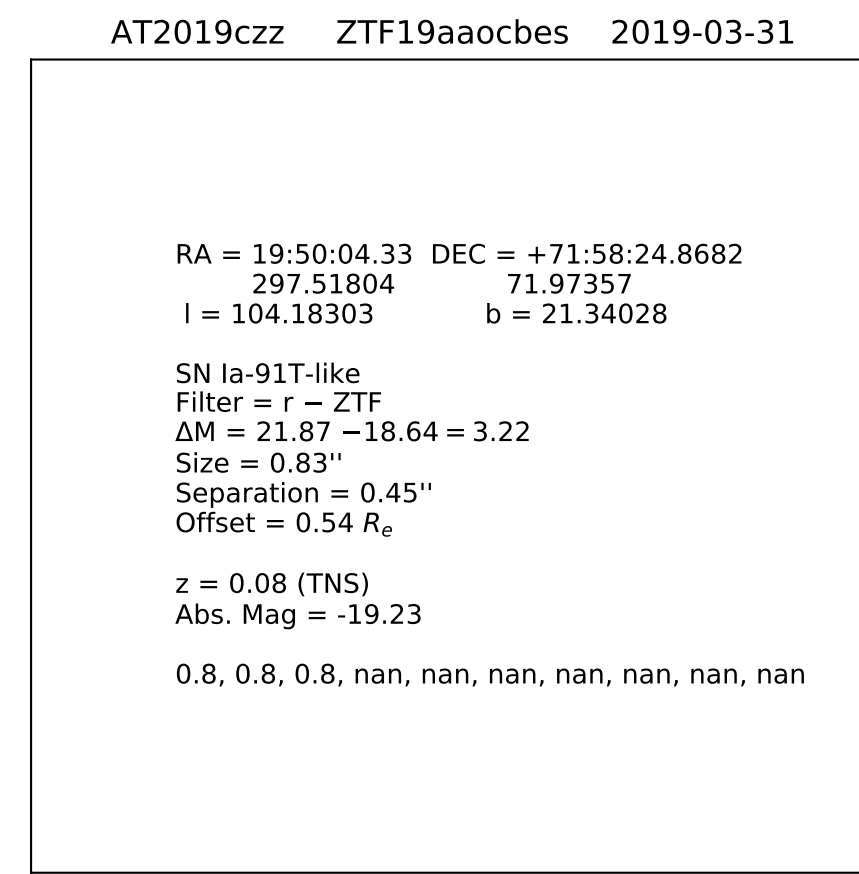 AT2019czz ZTF19aaocbes 2019-03-31
RA = 19:50:04.33 DEC = +71:58:24.8682
297.51804 71.97357
l = 104.18303 b = 21.34028
SN Ia-91T-like
Filter = r − ZTF
ΔM = 21.87 −18.64 = 3.22
Size = 0.83''
Separation = 0.45''
Offset = 0.54 Rₑ
z = 0.08 (TNS)
Abs. Mag = -19.23
0.8, 0.8, 0.8, nan, nan, nan, nan, nan, nan, nan